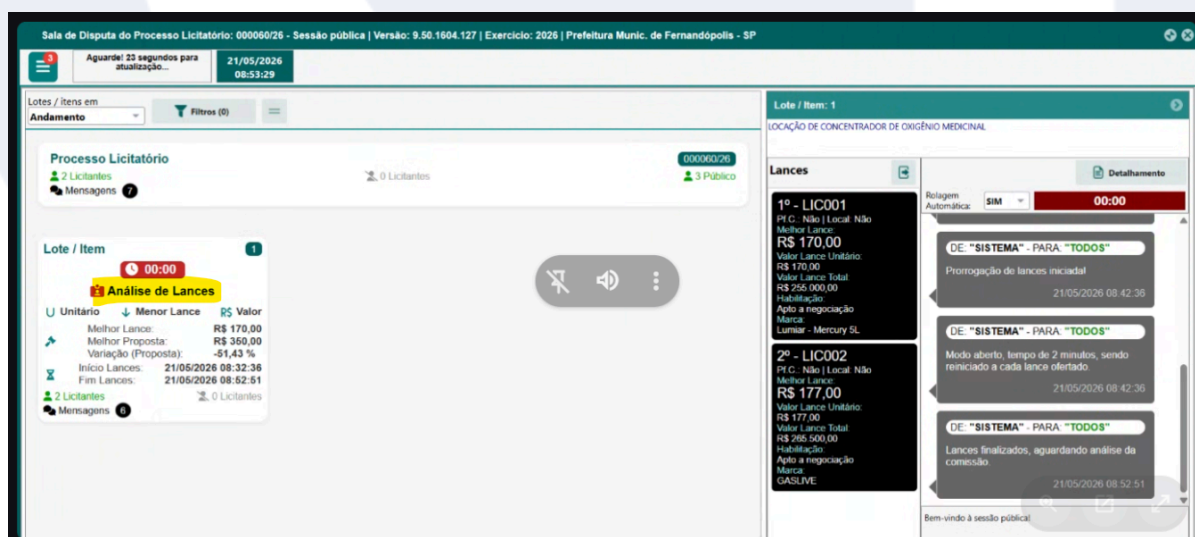 Sala de Disputa do Processo Licitatório: 000060/26 - Sessão pública | Versão: 9.50.1604.127 | Exercício: 2026 | Prefeitura Munic. de Fernandópolis - SP
3
Aguarde! 23 segundos para
atualização...
21/05/2026
08:53:29
Lotes / itens em
Andamento
Filtros (0)
Processo Licitatório
000060/26
2 Licitantes
0 Licitantes
3 Público
Mensagens 7
Lote / Item
1
00:00
Análise de Lances
Unitário
Menor Lance
R$ Valor
Melhor Lance: R$ 170,00
Melhor Proposta: R$ 350,00
Variação (Proposta): -51,43 %
Início Lances: 21/05/2026 08:32:36
Fim Lances: 21/05/2026 08:52:51
2 Licitantes
0 Licitantes
Mensagens 6
Lote / Item: 1
LOCAÇÃO DE CONCENTRADOR DE OXIGÊNIO MEDICINAL
Lances
1º - LIC001
Pf.C.: Não | Local: Não
Melhor Lance:
R$ 170,00
Valor Lance Unitário:
R$ 170,00
Valor Lance Total:
R$ 255.000,00
Habilitação:
Apto a negociação
Marca:
Lumiar - Mercury 5L
2º - LIC002
Pf.C.: Não | Local: Não
Melhor Lance:
R$ 177,00
Valor Lance Unitário:
R$ 177,00
Valor Lance Total:
R$ 265.500,00
Habilitação:
Apto a negociação
Marca:
GASLIVE
Detalhamento
Rolagem
Automática:
SIM
00:00
DE: "SISTEMA" - PARA: "TODOS"
Prorrogação de lances iniciada!
21/05/2026 08:42:36
DE: "SISTEMA" - PARA: "TODOS"
Modo aberto, tempo de 2 minutos, sendo
reiniciado a cada lance ofertado.
21/05/2026 08:42:36
DE: "SISTEMA" - PARA: "TODOS"
Lances finalizados, aguardando análise da
comissão.
21/05/2026 08:52:51
Bem-vindo à sessão pública!